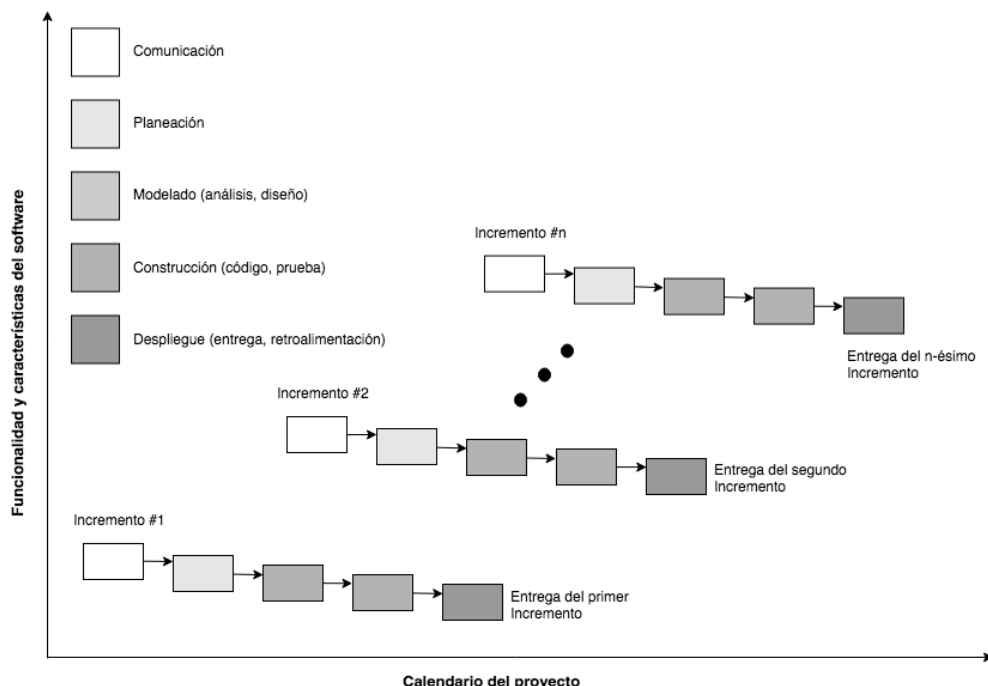 Comunicación
Planeación
Modelado (análisis, diseño)
Construcción (código, prueba)
Despliegue (entrega, retroalimentación)
Funcionalidad y características del software
Incremento #n
Entrega del n-ésimo
Incremento
Incremento #2
Entrega del segundo
Incremento
Incremento #1
Entrega del primer
Incremento
Calendario del proyecto